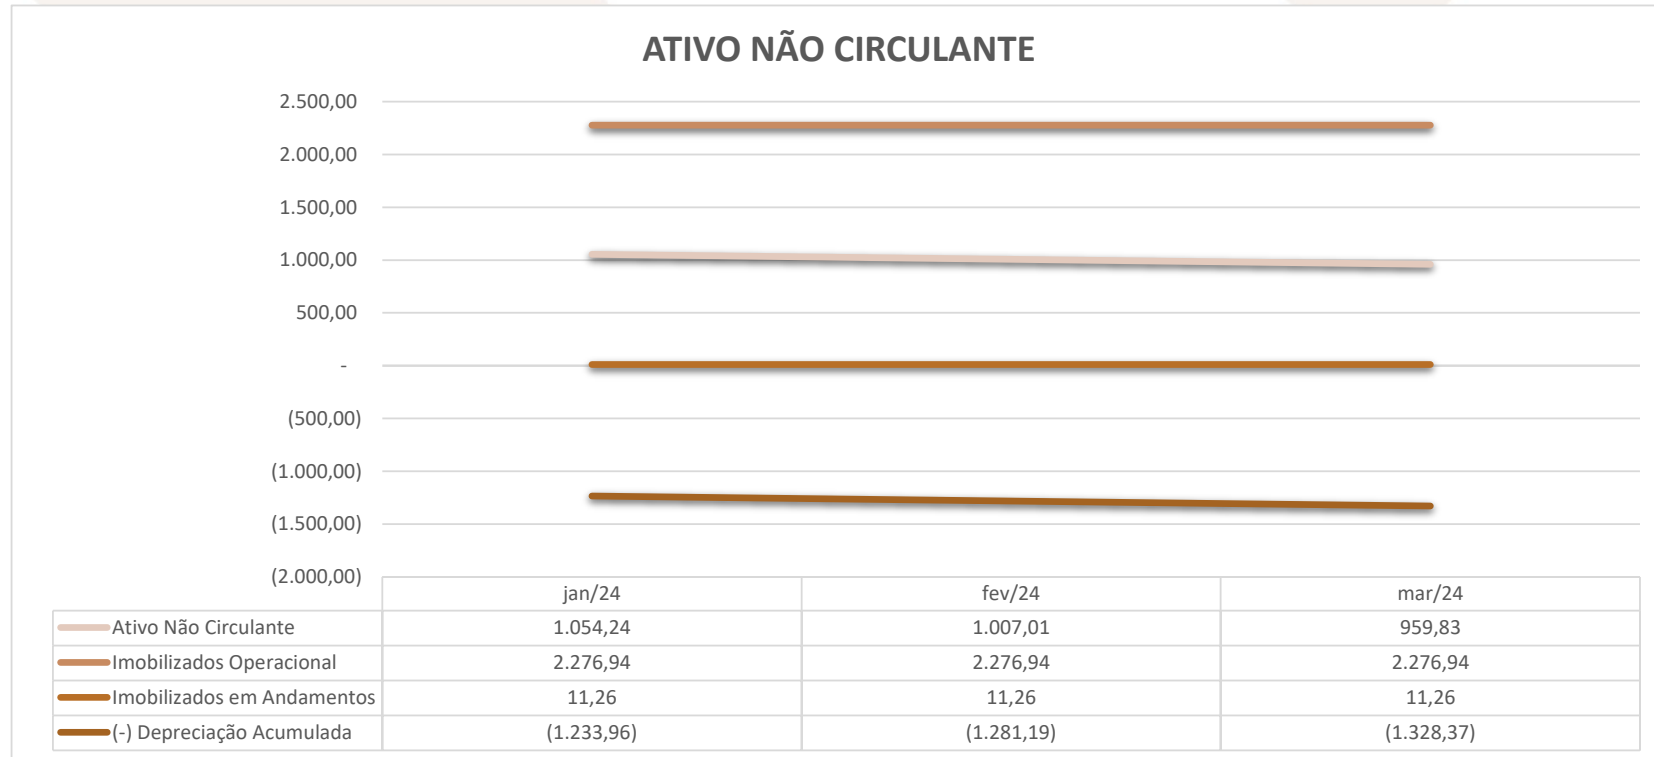 ATIVO NÃO CIRCULANTE
2.500,00
2.000,00
1.500,00
1.000,00
500,00
-
(500,00)
(1.000,00)
(1.500,00)
(2.000,00)
jan/24 fev/24 mar/24
Ativo Não Circulante 1.054,24 1.007,01 959,83
Imobilizados Operacional 2.276,94 2.276,94 2.276,94
Imobilizados em Andamentos 11,26 11,26 11,26
(-) Depreciação Acumulada (1.233,96) (1.281,19) (1.328,37)